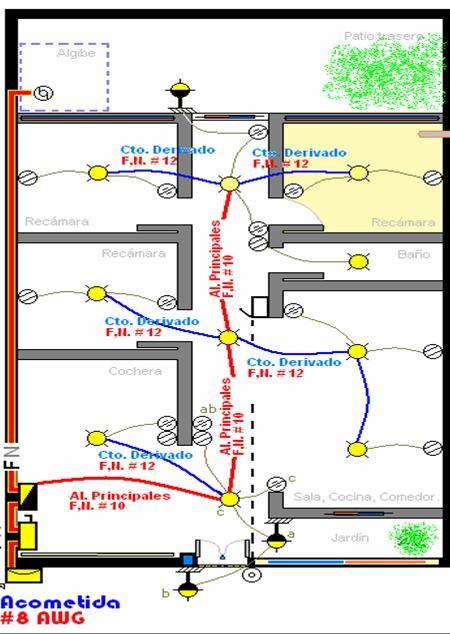 Patio trasero
Algibe
Cto. Derivado
F,N. # 12
Cto. Derivado
F,N. # 12
Recámara
Recámara
Recámara
Baño
Al. Principales
F,N. # 10
Cto. Derivado
F,N. # 12
Cto. Derivado
F,N. # 12
Cochera
Al. Principales
F,N. # 10
ab
Cto. Derivado
F,N. # 12
FN
Al. Principales
F,N. # 10
c
c
Sala, Cocina, Comedor.
a
Jardín
b
Acometida
#8 AWG